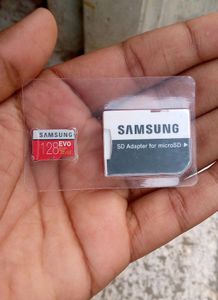 SAMSUNG
128 EVO
SAMSUNG
SD Adapter for microSD